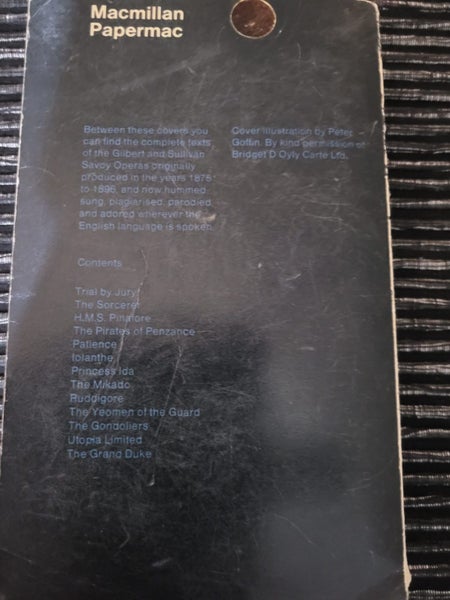 Macmillan
Papermac
Between these covers you
can find the complete texts
of the Gilbert and Sullivan
Savoy Operas originally
produced in the years 1875
to 1896, and now hummed,
sung, plagiarised, parodied,
and adored wherever the
English language is spoken.
Cover illustration by Peter
Goffin. By kind permission of
Bridget D'Oyly Carte Ltd.
Contents
Trial by Jury
The Sorcerer
H.M.S. Pinafore
The Pirates of Penzance
Patience
Iolanthe
Princess Ida
The Mikado
Ruddigore
The Yeomen of the Guard
The Gondoliers
Utopia Limited
The Grand Duke